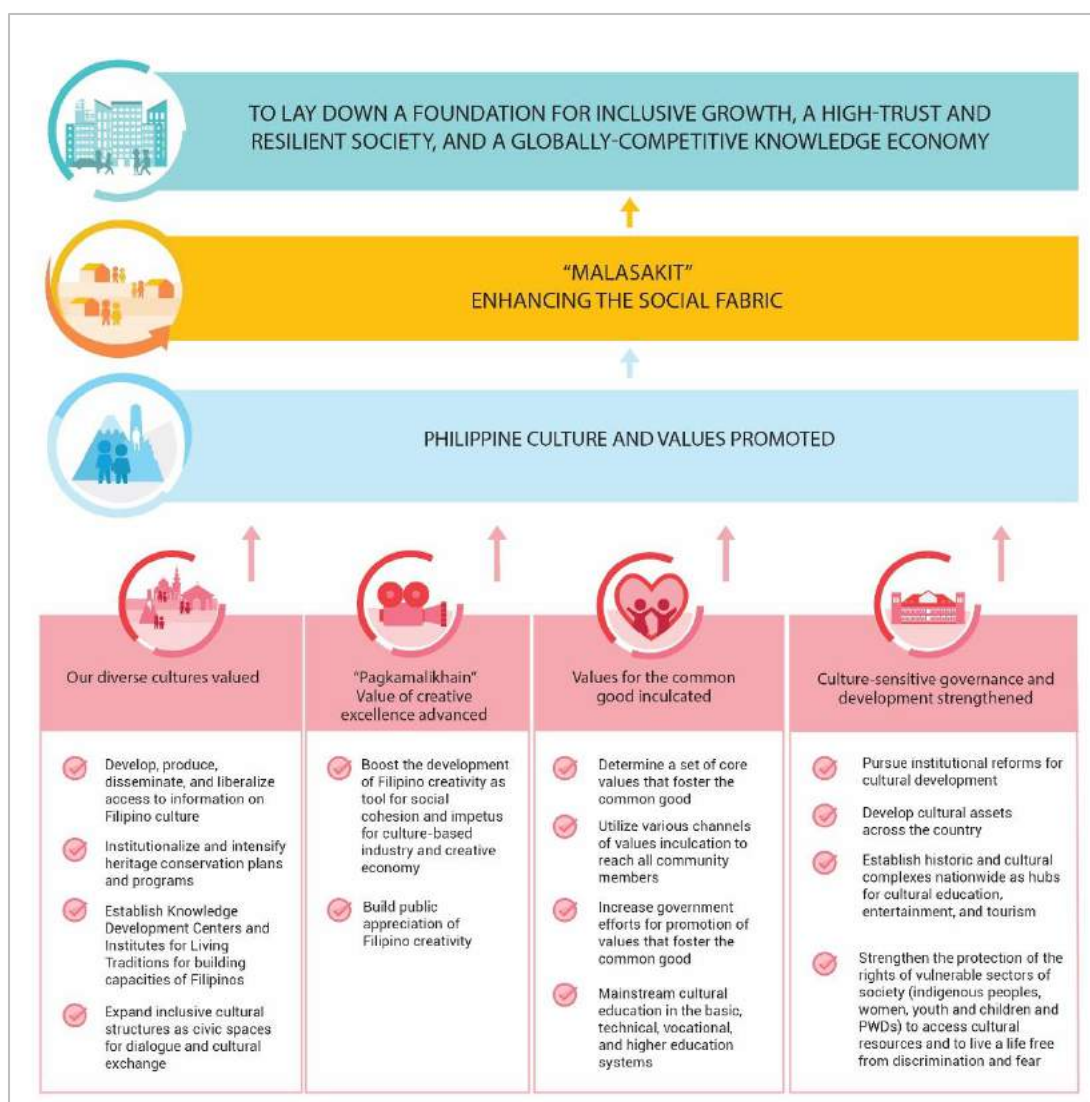 TO LAY DOWN A FOUNDATION FOR INCLUSIVE GROWTH, A HIGH-TRUST AND
RESILIENT SOCIETY, AND A GLOBALLY-COMPETITIVE KNOWLEDGE ECONOMY
“MALASAKIT”
ENHANCING THE SOCIAL FABRIC
PHILIPPINE CULTURE AND VALUES PROMOTED
Our diverse cultures valued
Develop, produce,
disseminate, and liberalize
access to information on
Filipino culture
Institutionalize and intensify
heritage conservation plans
and programs
Establish Knowledge
Development Centers and
Institutes for Living
Traditions for building
capacities of Filipinos
Expand inclusive cultural
structures as civic spaces
for dialogue and cultural
exchange
“Pagkamalikhain”
Value of creative
excellence advanced
Boost the development
of Filipino creativity as
tool for social
cohesion and impetus
for culture-based
industry and creative
economy
Build public
appreciation of
Filipino creativity
Values for the common
good inculcated
Determine a set of core
values that foster the
common good
Utilize various channels
of values inculcation to
reach all community
members
Increase government
efforts for promotion of
values that foster the
common good
Mainstream cultural
education in the basic,
technical, vocational,
and higher education
systems
Culture-sensitive governance and
development strengthened
Pursue institutional reforms for
cultural development
Develop cultural assets
across the country
Establish historic and cultural
complexes nationwide as hubs
for cultural education,
entertainment, and tourism
Strengthen the protection of the
rights of vulnerable sectors of
society (indigenous peoples,
women, youth and children and
PWDs) to access cultural
resources and to live a life free
from discrimination and fear